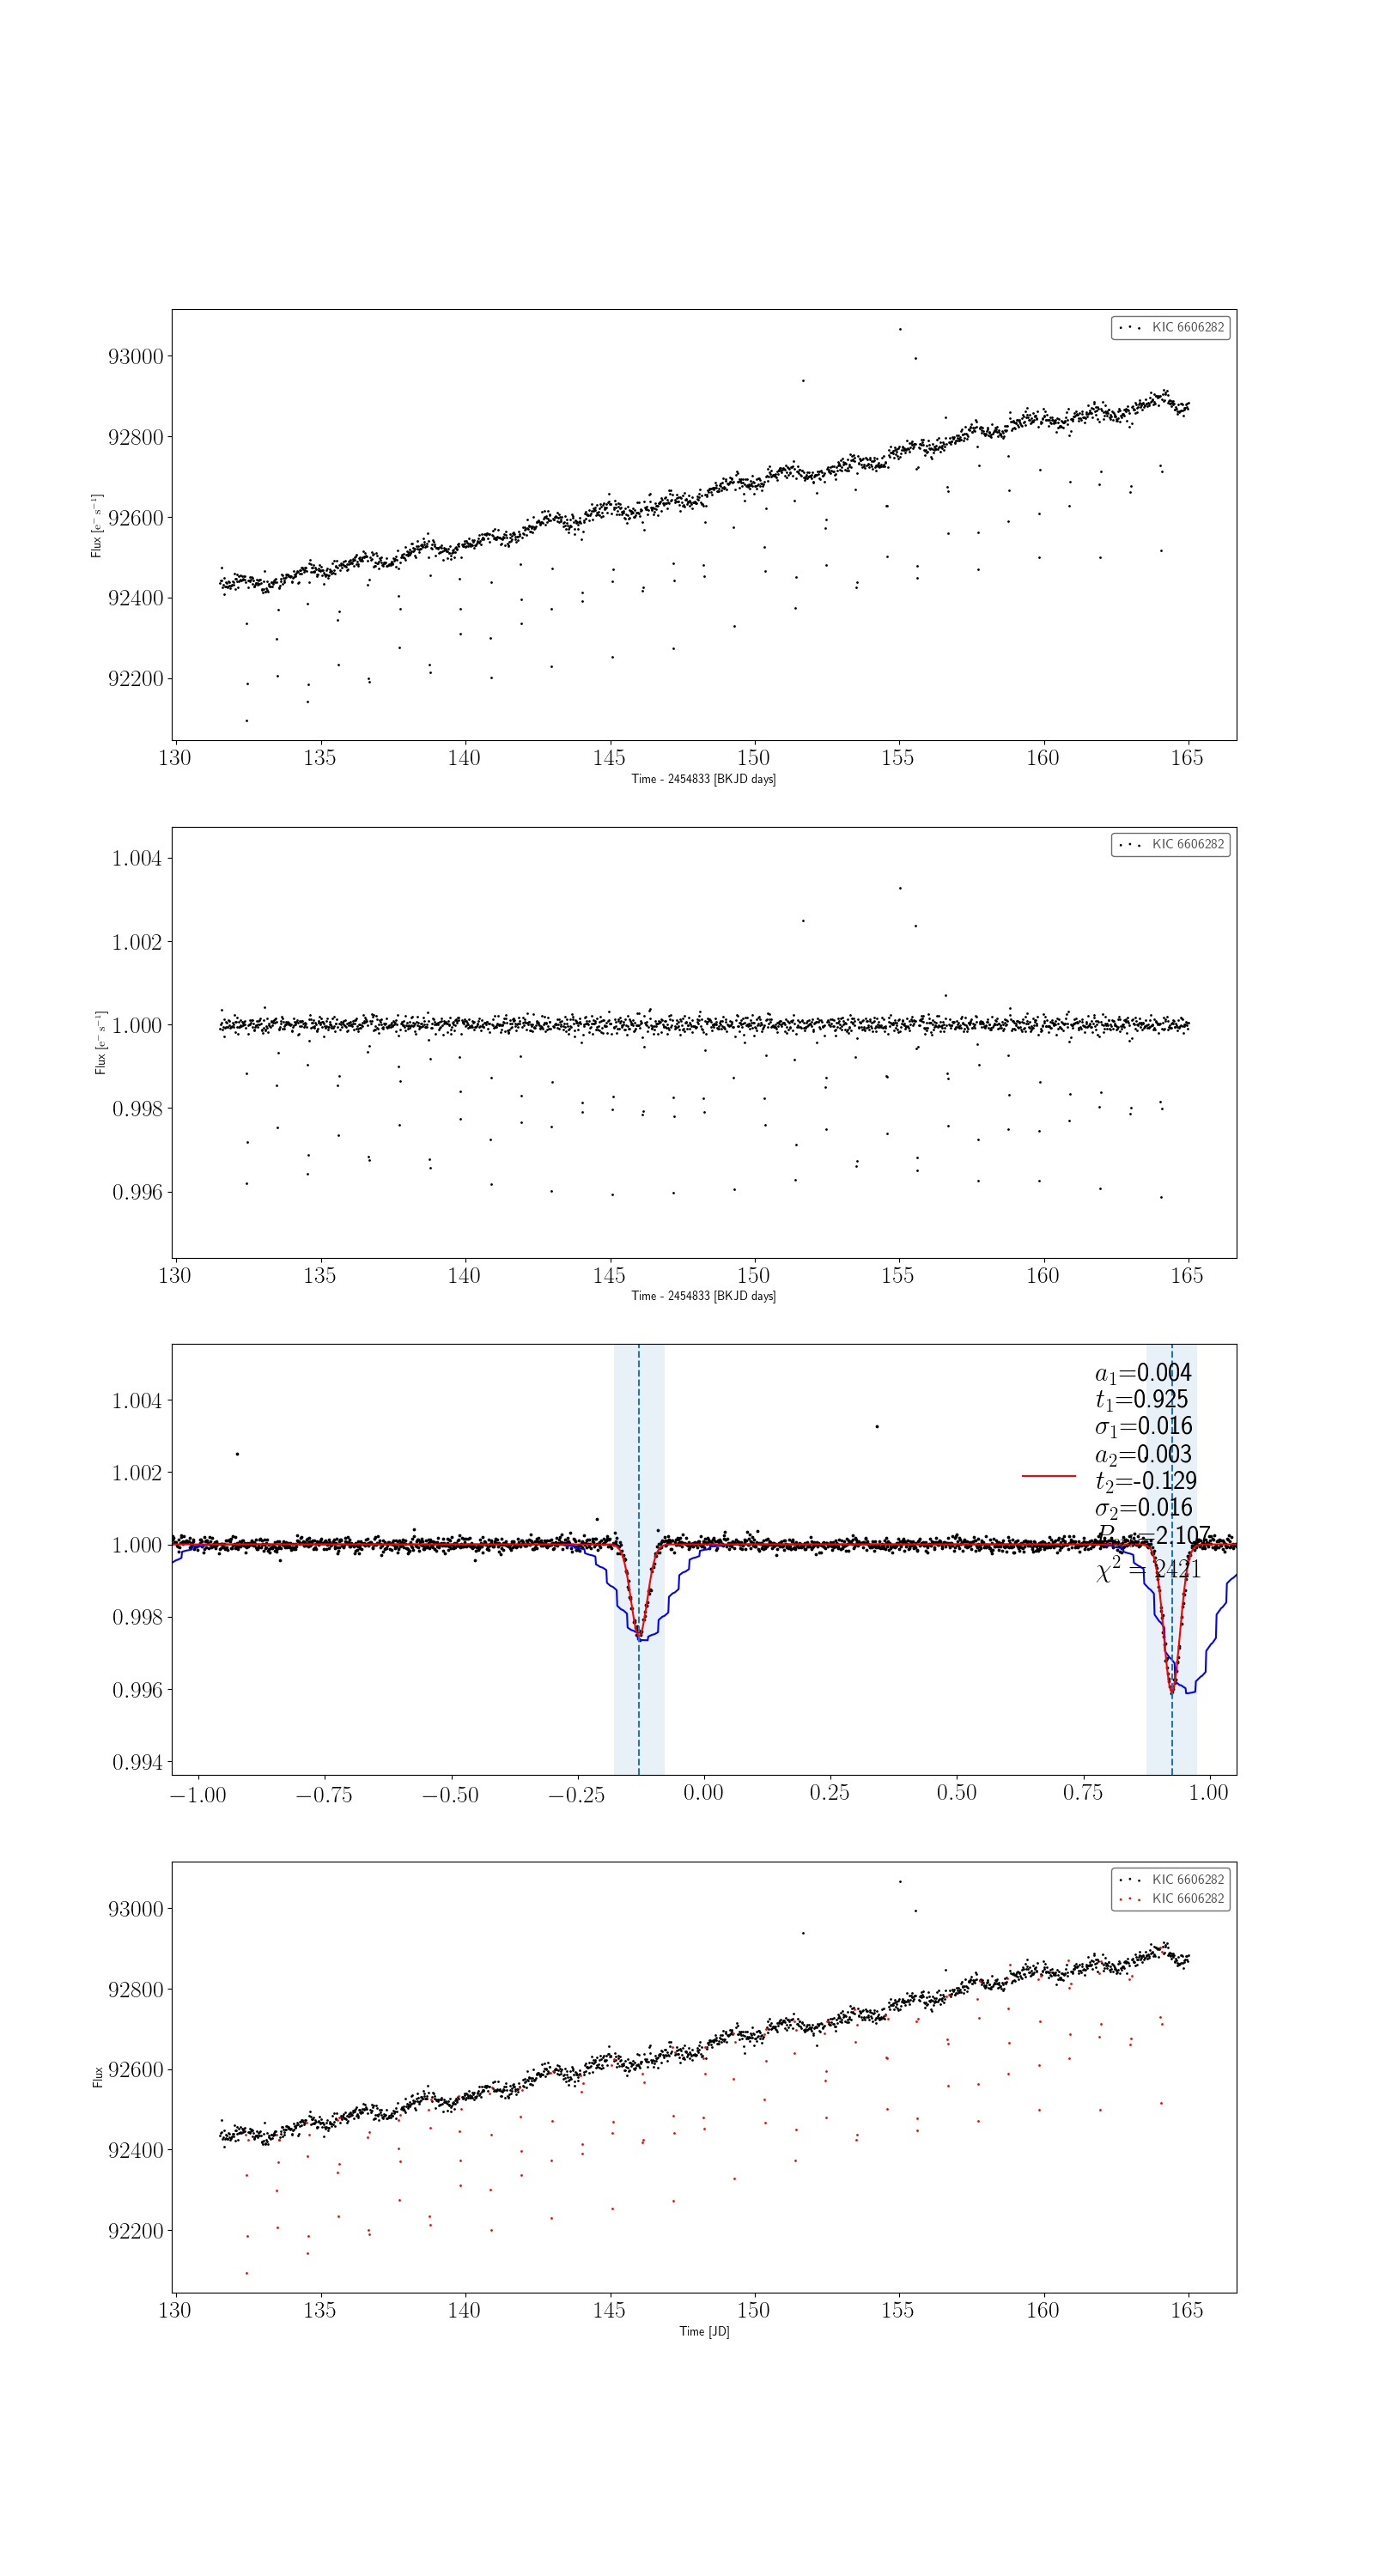 KIC 6606282
93000
92800
92600
92400
92200
Flux [e⁻ s⁻¹]
130 135 140 145 150 155 160 165
Time - 2454833 [BKJD days]
KIC 6606282
1.004
1.002
1.000
0.998
0.996
Flux [e⁻ s⁻¹]
130 135 140 145 150 155 160 165
Time - 2454833 [BKJD days]
a₁=0.004
t₁=0.925
σ₁=0.016
a₂=0.003
t₂=-0.129
σ₂=0.016
=2.107
χ² = 2421
1.004
1.002
1.000
0.998
0.996
0.994
−1.00 −0.75 −0.50 −0.25 0.00 0.25 0.50 0.75 1.00
KIC 6606282
KIC 6606282
93000
92800
92600
92400
92200
Flux
130 135 140 145 150 155 160 165
Time [JD]